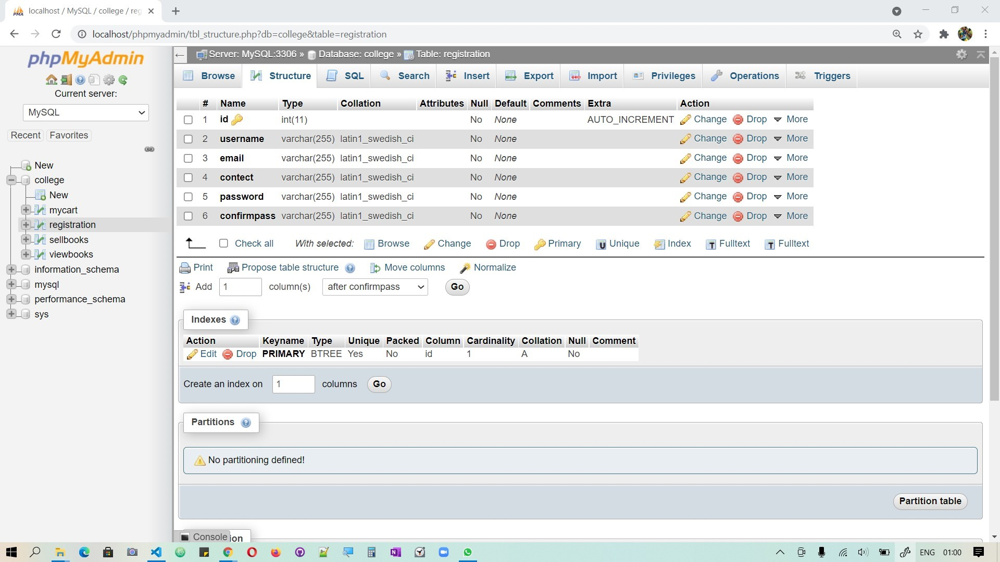 localhost / MySQL / college / reg
localhost/phpmyadmin/tbl_structure.php?db=college&table=registration
phpMyAdmin
Current server:
MySQL
Recent Favorites
New
college
New
mycart
registration
sellbooks
viewbooks
information_schema
mysql
performance_schema
sys
Server: MySQL:3306 » Database: college » Table: registration
Browse Structure SQL Search Insert Export Import Privileges Operations Triggers
# Name Type Collation Attributes Null Default Comments Extra Action
1 id int(11) No None AUTO_INCREMENT Change Drop More
2 username varchar(255) latin1_swedish_ci No None Change Drop More
3 email varchar(255) latin1_swedish_ci No None Change Drop More
4 contect varchar(255) latin1_swedish_ci No None Change Drop More
5 password varchar(255) latin1_swedish_ci No None Change Drop More
6 confirmpass varchar(255) latin1_swedish_ci No None Change Drop More
Check all With selected: Browse Change Drop Primary Unique Index Fulltext Fulltext
Print Propose table structure Move columns Normalize
Add 1 column(s) after confirmpass Go
Indexes
Action Keyname Type Unique Packed Column Cardinality Collation Null Comment
Edit Drop PRIMARY BTREE Yes No id 1 A No
Create an index on 1 columns Go
Partitions
No partitioning defined!
Partition table
Console ion
ENG 01:00